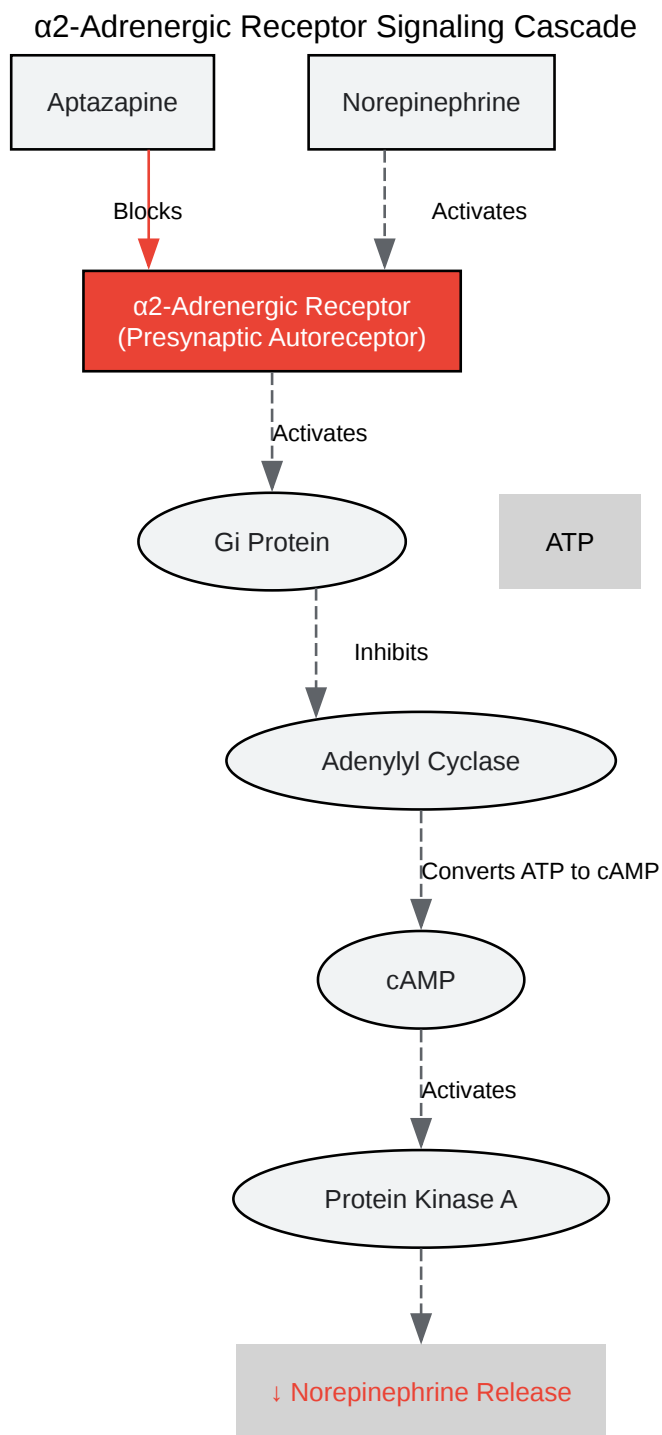 α2-Adrenergic Receptor Signaling Cascade
Aptazapine
Norepinephrine
Blocks
Activates
α2-Adrenergic Receptor
(Presynaptic Autoreceptor)
Activates
Gi Protein
ATP
Inhibits
Adenylyl Cyclase
Converts ATP to cAMP
cAMP
Activates
Protein Kinase A
↓ Norepinephrine Release